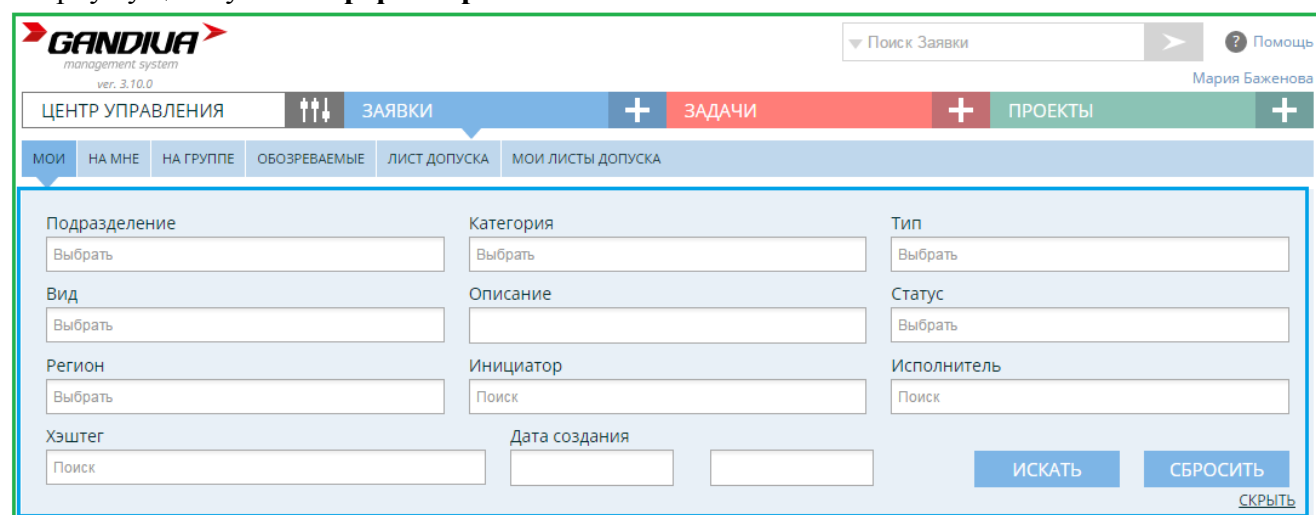 GANDIVA
management system
ver. 3.10.0
Поиск Заявки
? Помощь
Мария Баженова
ЦЕНТР УПРАВЛЕНИЯ ЗАЯВКИ + ЗАДАЧИ + ПРОЕКТЫ +
МОИ НА МНЕ НА ГРУППЕ ОБОЗРЕВАЕМЫЕ ЛИСТ ДОПУСКА МОИ ЛИСТЫ ДОПУСКА
Подразделение Категория Тип
Выбрать Выбрать Выбрать
Вид Описание Статус
Выбрать Выбрать
Регион Инициатор Исполнитель
Выбрать Поиск Поиск
Хэштег Дата создания
Поиск ИСКАТЬ СБРОСИТЬ
СКРЫТЬ